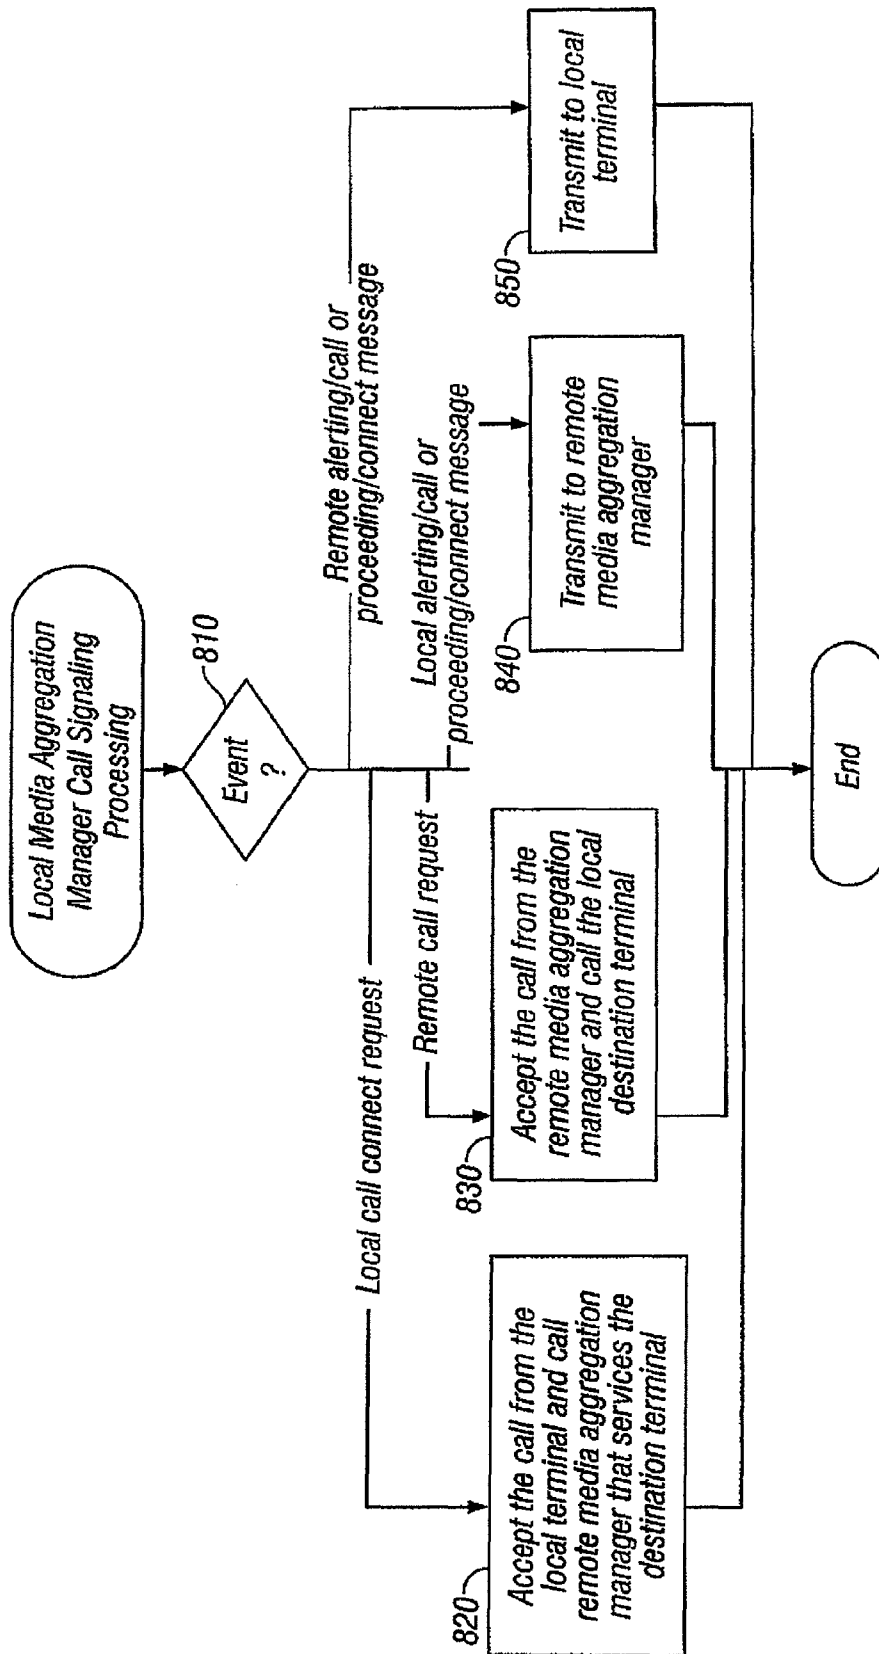 Local Media Aggregation
Manager Call Signaling
Processing
810
Event
?
Local call connect request
Remote call request
Local alerting/call or
proceeding/connect message
Remote alerting/call or
proceeding/connect message
820
Accept the call from the
local terminal and call
remote media aggregation
manager that services the
destination terminal
830
Accept the call from the
remote media aggregation
manager and call the local
destination terminal
840
Transmit to remote
media aggregation
manager
850
Transmit to local
terminal
End